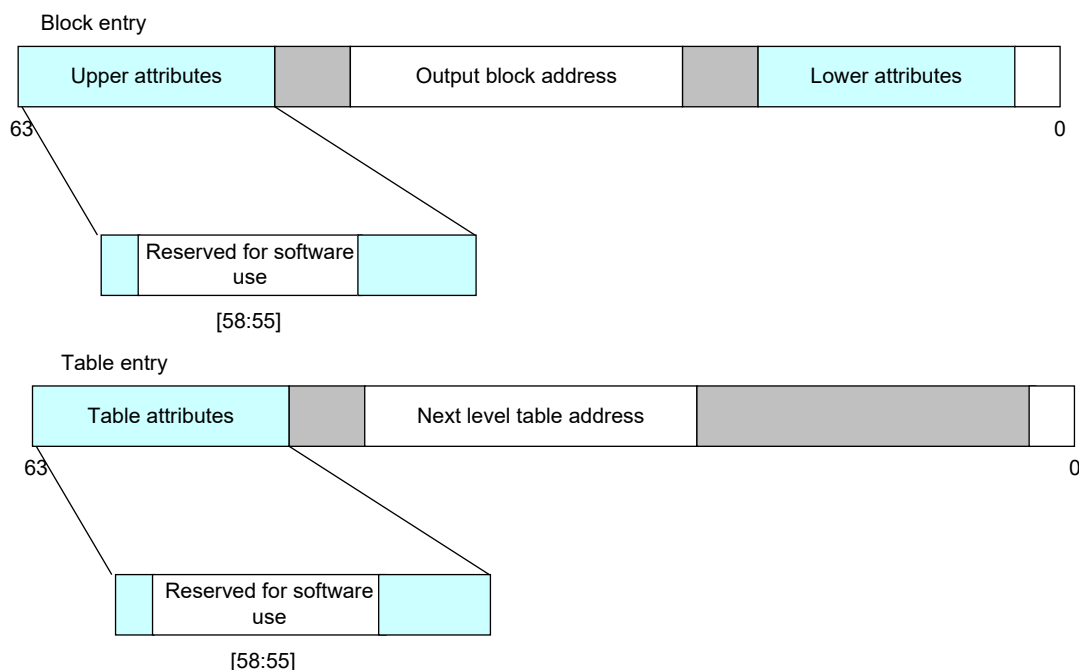 Block entry
Upper attributes
Output block address
Lower attributes
63
0
Reserved for software
use
[58:55]
Table entry
Table attributes
Next level table address
63
0
Reserved for software
use
[58:55]